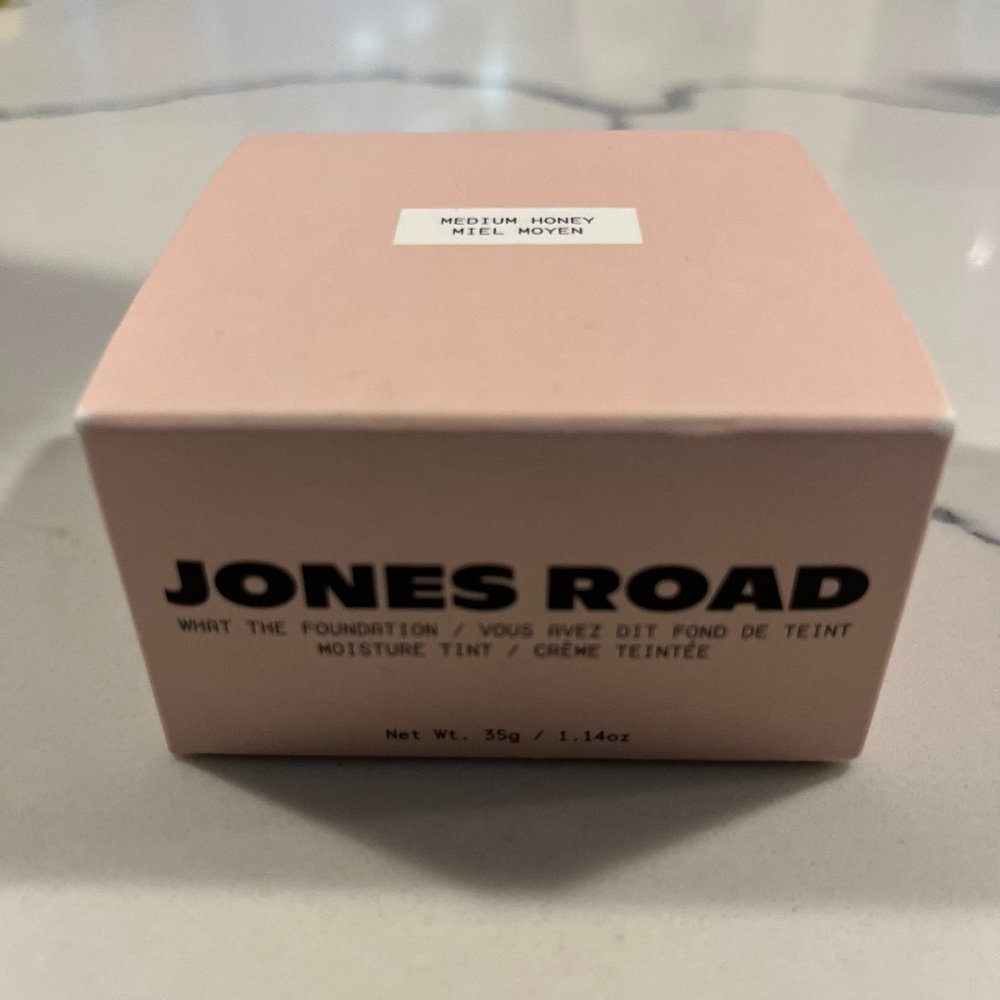 MEDIUM HONEY
MIEL MOYEN
JONES ROAD
WHAT THE FOUNDATION / VOUS AVEZ DIT FOND DE TEINT
MOISTURE TINT / CRÈME TEINTÉE
Net Wt. 35g / 1.14oz